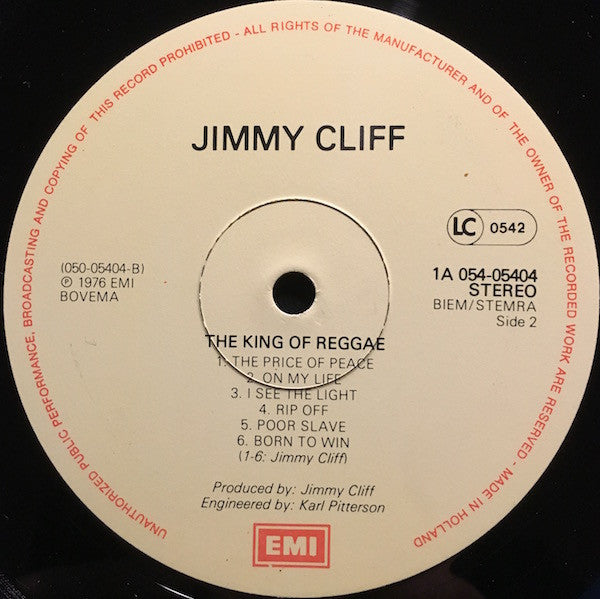 UNAUTHORIZED PUBLIC PERFORMANCE, BROADCASTING AND COPYING OF THIS RECORD PROHIBITED - ALL RIGHTS OF THE MANUFACTURER AND OF THE OWNER OF THE RECORDED WORK ARE RESERVED - MADE IN HOLLAND
JIMMY CLIFF
LC 0542
(050-05404-B)
℗ 1976 EMI
BOVEMA
1A 054-05404
STEREO
BIEM/STEMRA
Side 2
THE KING OF REGGAE
1. THE PRICE OF PEACE
2. ON MY LIFE
3. I SEE THE LIGHT
4. RIP OFF
5. POOR SLAVE
6. BORN TO WIN
(1-6: Jimmy Cliff)
Produced by: Jimmy Cliff
Engineered by: Karl Pitterson
EMI